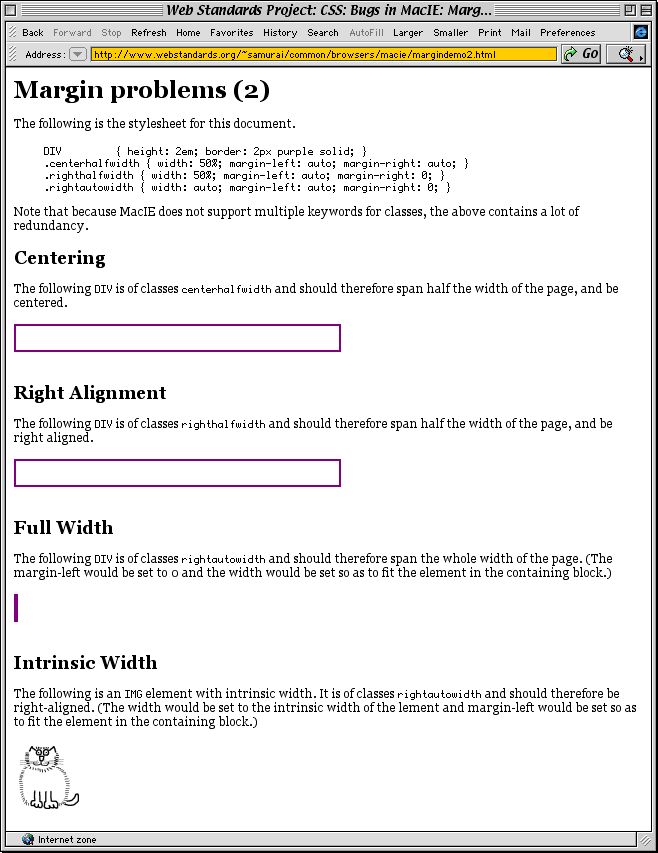 Web Standards Project: CSS: Bugs in MacIE: Marg...
Back Forward Stop Refresh Home Favorites History Search AutoFill Larger Smaller Print Mail Preferences
Address: http://www.webstandards.org/~samurai/common/browsers/macie/margindemo2.html Go
Margin problems (2)
The following is the stylesheet for this document.
DIV { height: 2em; border: 2px purple solid; }
.centerhalfwidth { width: 50%; margin-left: auto; margin-right: auto; }
.righthalfwidth { width: 50%; margin-left: auto; margin-right: 0; }
.rightautowidth { width: auto; margin-left: auto; margin-right: 0; }
Note that because MacIE does not support multiple keywords for classes, the above contains a lot of
redundancy.
Centering
The following DIV is of classes centerhalfwidth and should therefore span half the width of the page, and be
centered.
Right Alignment
The following DIV is of classes righthalfwidth and should therefore span half the width of the page, and be
right aligned.
Full Width
The following DIV is of classes rightautowidth and should therefore span the whole width of the page. (The
margin-left would be set to 0 and the width would be set so as to fit the element in the containing block.)
Intrinsic Width
The following is an IMG element with intrinsic width. It is of classes rightautowidth and should therefore be
right-aligned. (The width would be set to the intrinsic width of the lement and margin-left would be set so as
to fit the element in the containing block.)
Internet zone